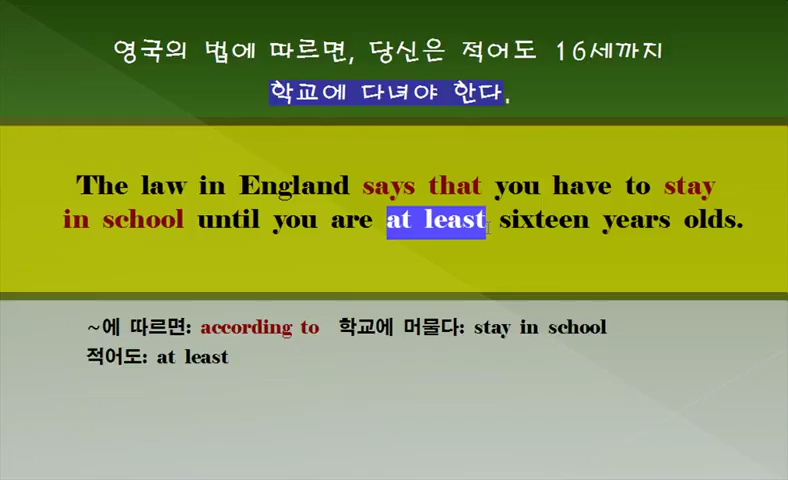 영국의 법에 따르면, 당신은 적어도 16세까지
학교에 다녀야 한다.
The law in England says that you have to stay
in school until you are at least sixteen years olds.
~에 따르면: according to 학교에 머물다: stay in school
적어도: at least